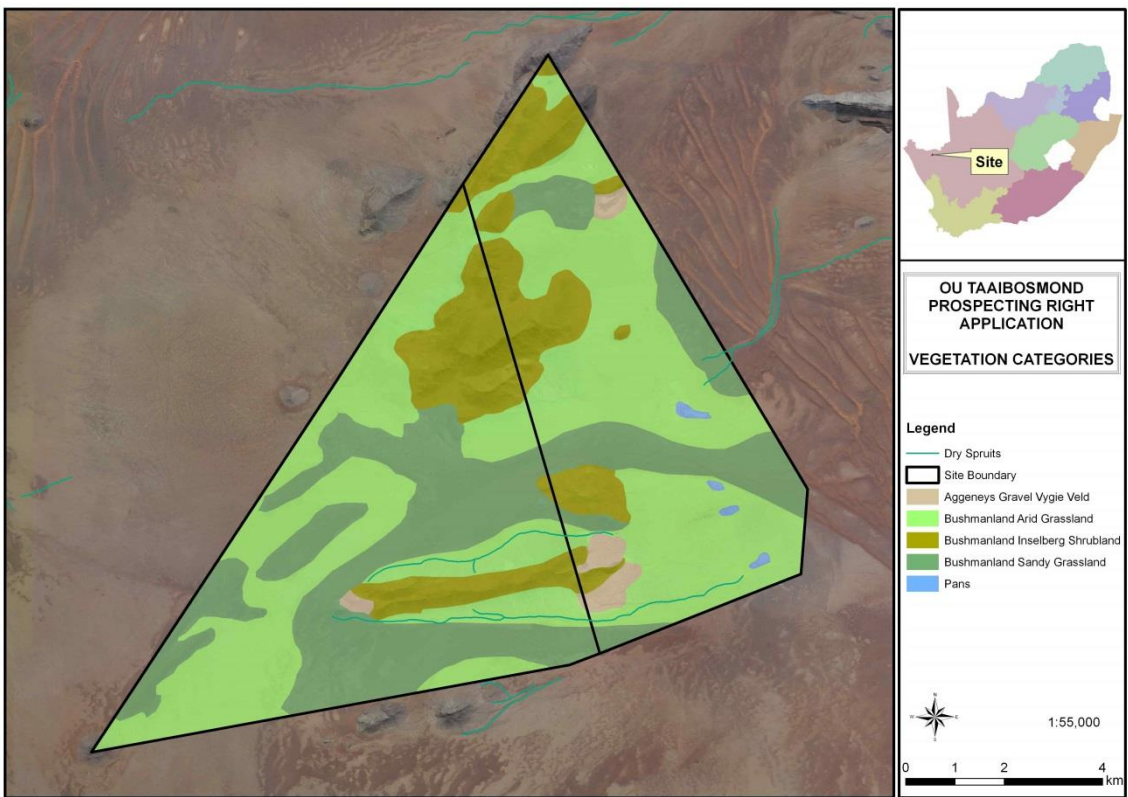 Site
OU TAAIBOSMOND
PROSPECTING RIGHT
APPLICATION
VEGETATION CATEGORIES
Legend
Dry Spruits
Site Boundary
Aggeneys Gravel Vygie Veld
Bushmanland Arid Grassland
Bushmanland Inselberg Shrubland
Bushmanland Sandy Grassland
Pans
N
W E
S
1:55,000
0 1 2 4
km